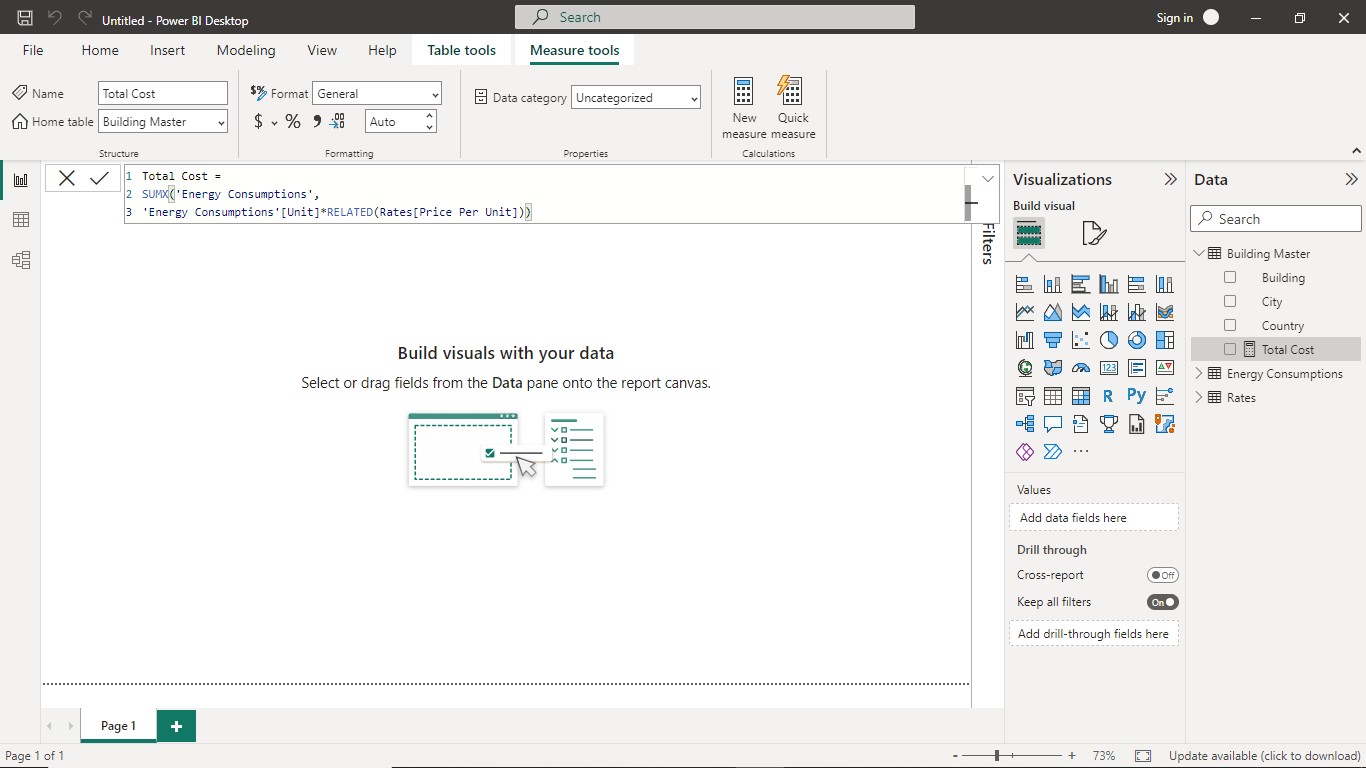 Untitled - Power BI Desktop
Search
Sign in
File Home Insert Modeling View Help Table tools Measure tools
Name Total Cost
Home table Building Master
Structure
$% Format General
$ % 9 .00 Auto
Formatting
Data category Uncategorized
Properties
New measure
Quick measure
Calculations
1 Total Cost =
2 SUMX('Energy Consumptions',
3 'Energy Consumptions'[Unit]*RELATED(Rates[Price Per Unit]))
Filters
Build visuals with your data
Select or drag fields from the Data pane onto the report canvas.
Visualizations
Build visual
123
R Py
...
Values
Add data fields here
Drill through
Cross-report Off
Keep all filters On
Add drill-through fields here
Data
Search
Building Master
Building
City
Country
Total Cost
Energy Consumptions
Rates
Page 1 +
Page 1 of 1
- + 73%
Update available (click to download)